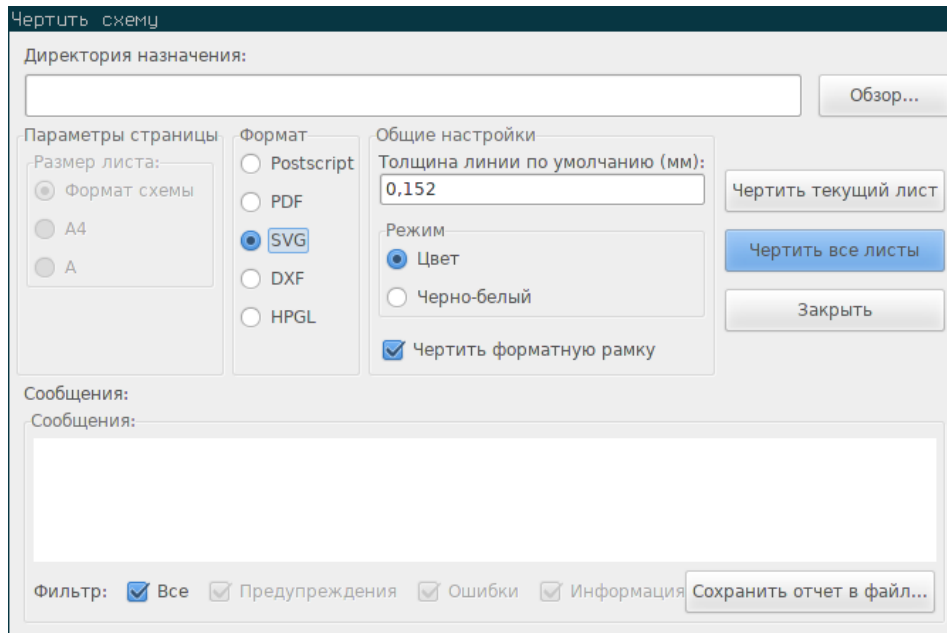 Чертить схему
Директория назначения:
Обзор...
Параметры страницы
Размер листа:
Формат схемы
A4
A
Формат
Postscript
PDF
SVG
DXF
HPGL
Общие настройки
Толщина линии по умолчанию (мм):
0,152
Режим
Цвет
Черно-белый
Чертить форматную рамку
Чертить текущий лист
Чертить все листы
Закрыть
Сообщения:
Сообщения:
Фильтр: Все Предупреждения Ошибки Информация Сохранить отчет в файл...